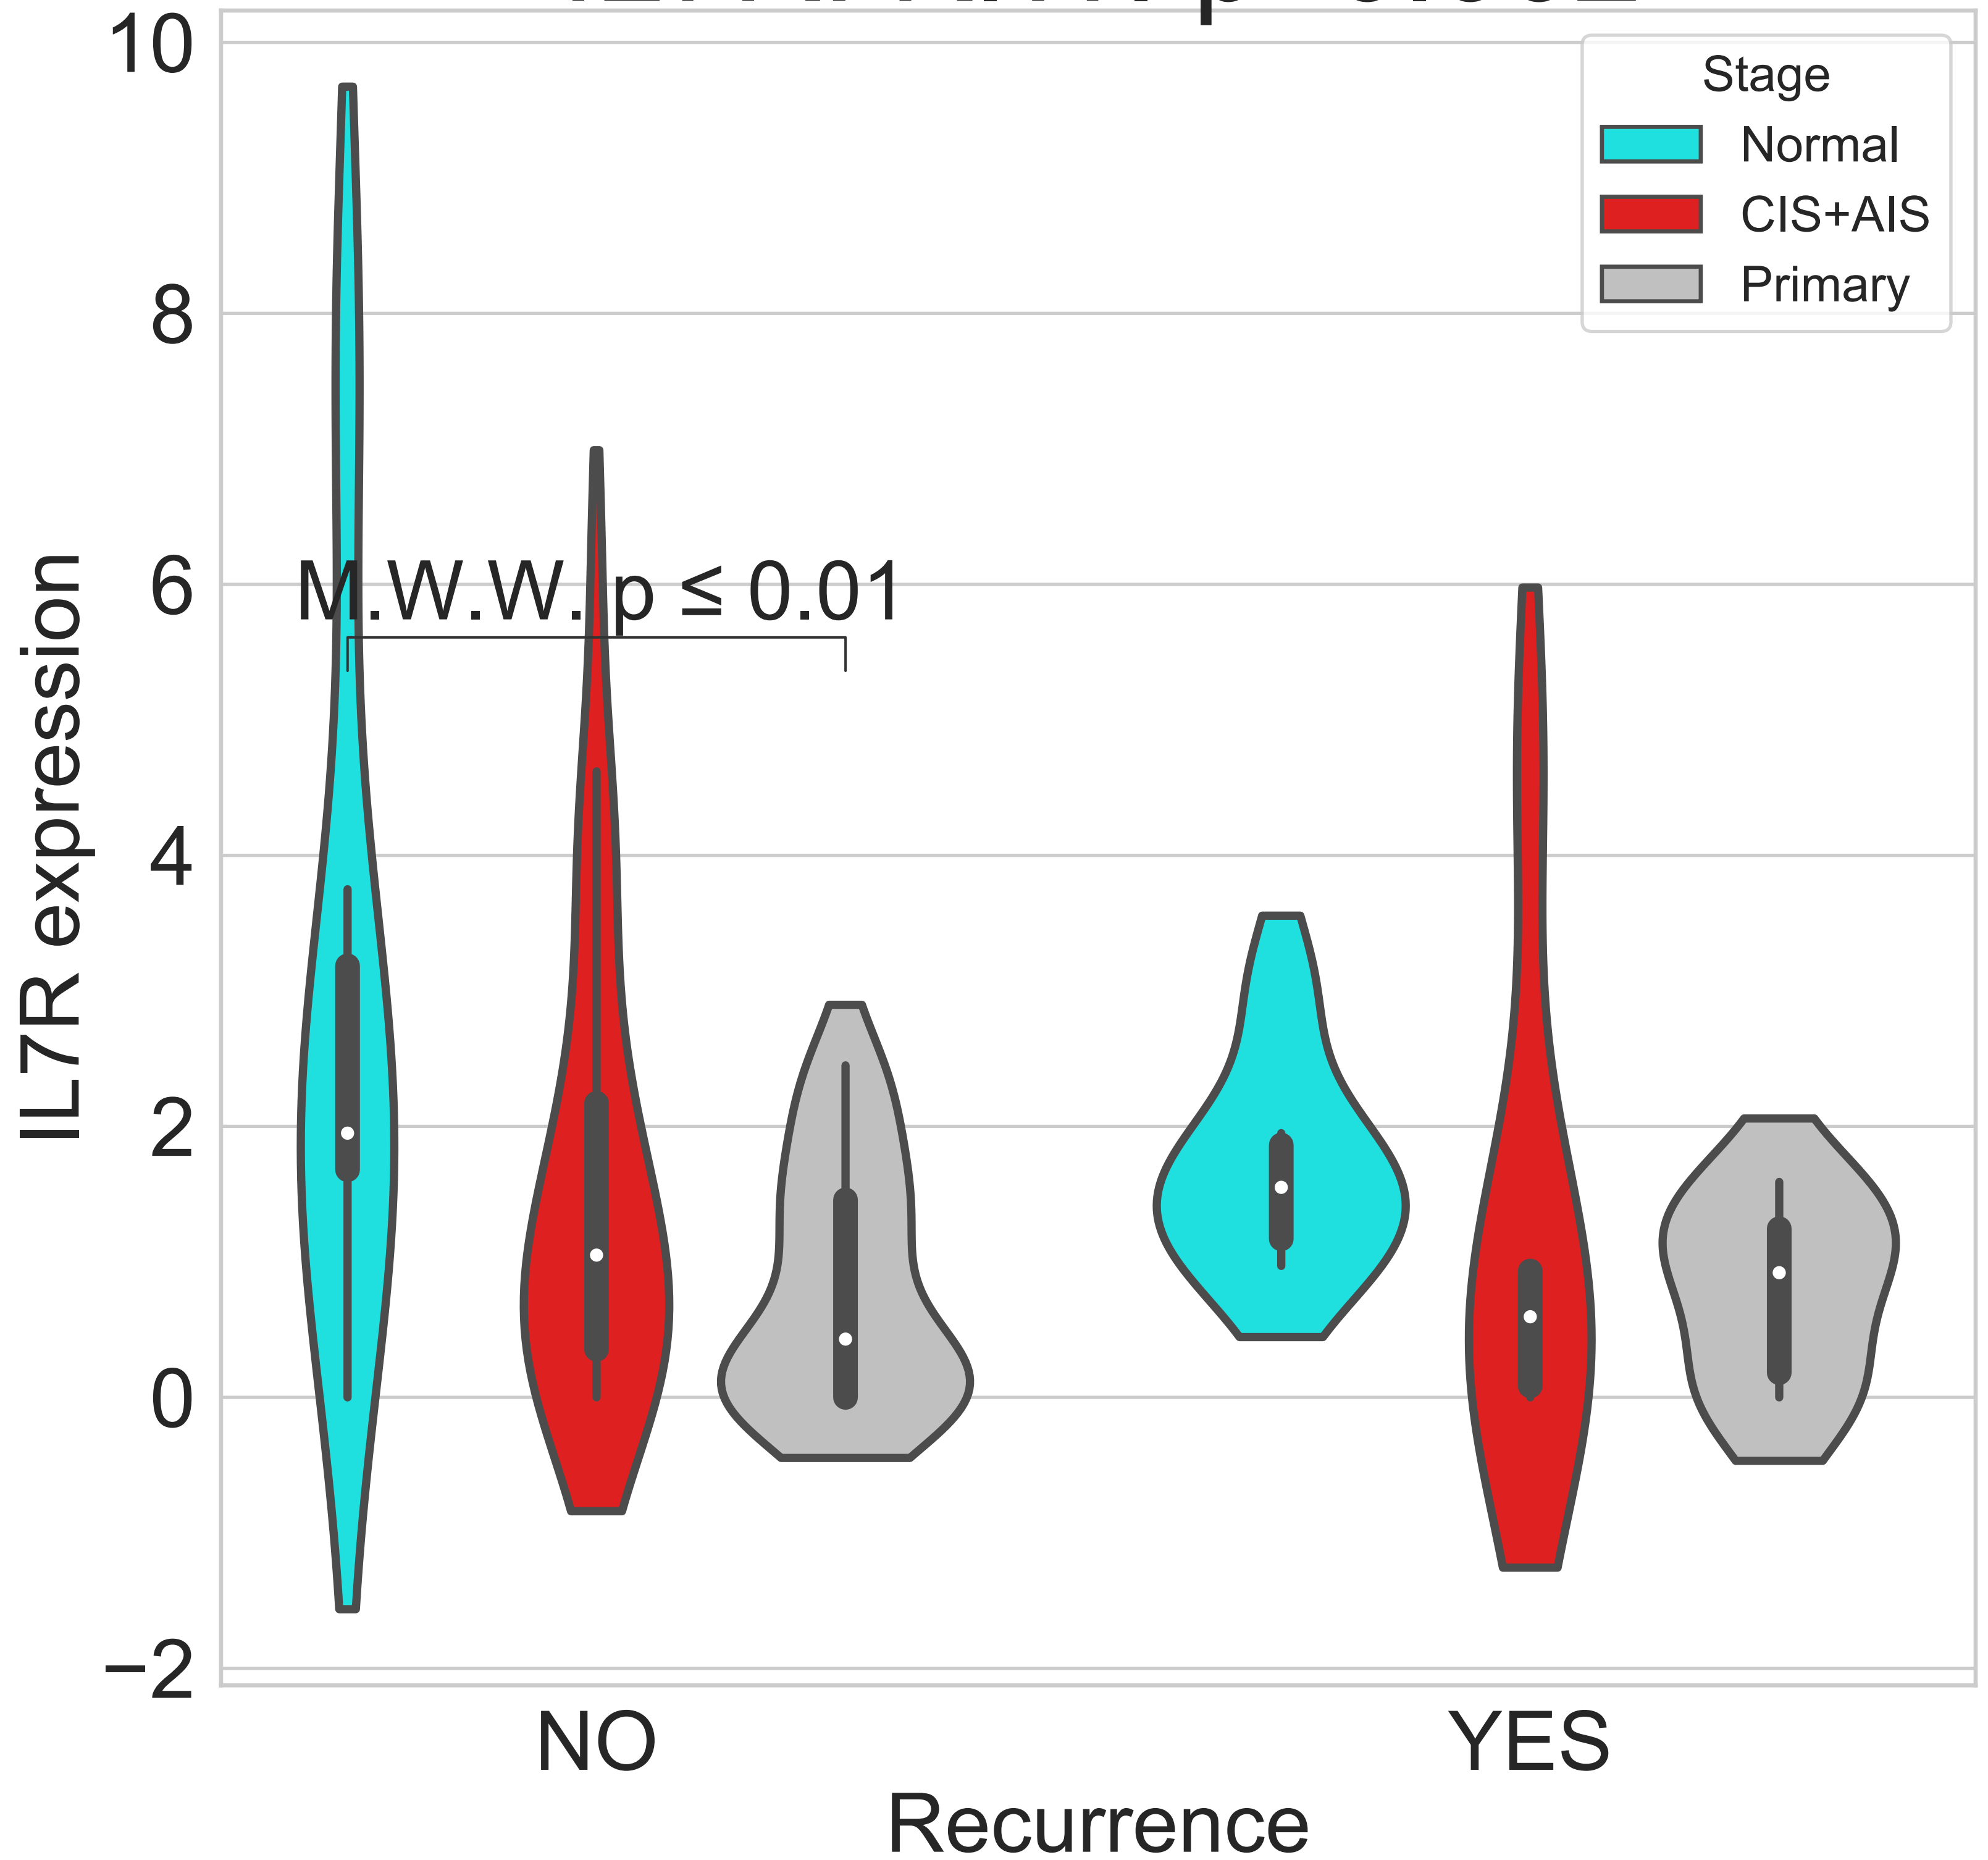 10
8
6
4
2
0
−2
IL7R expression
Stage
Normal
CIS+AIS
Primary
M.W.W. p ≤ 0.01
NO
YES
Recurrence